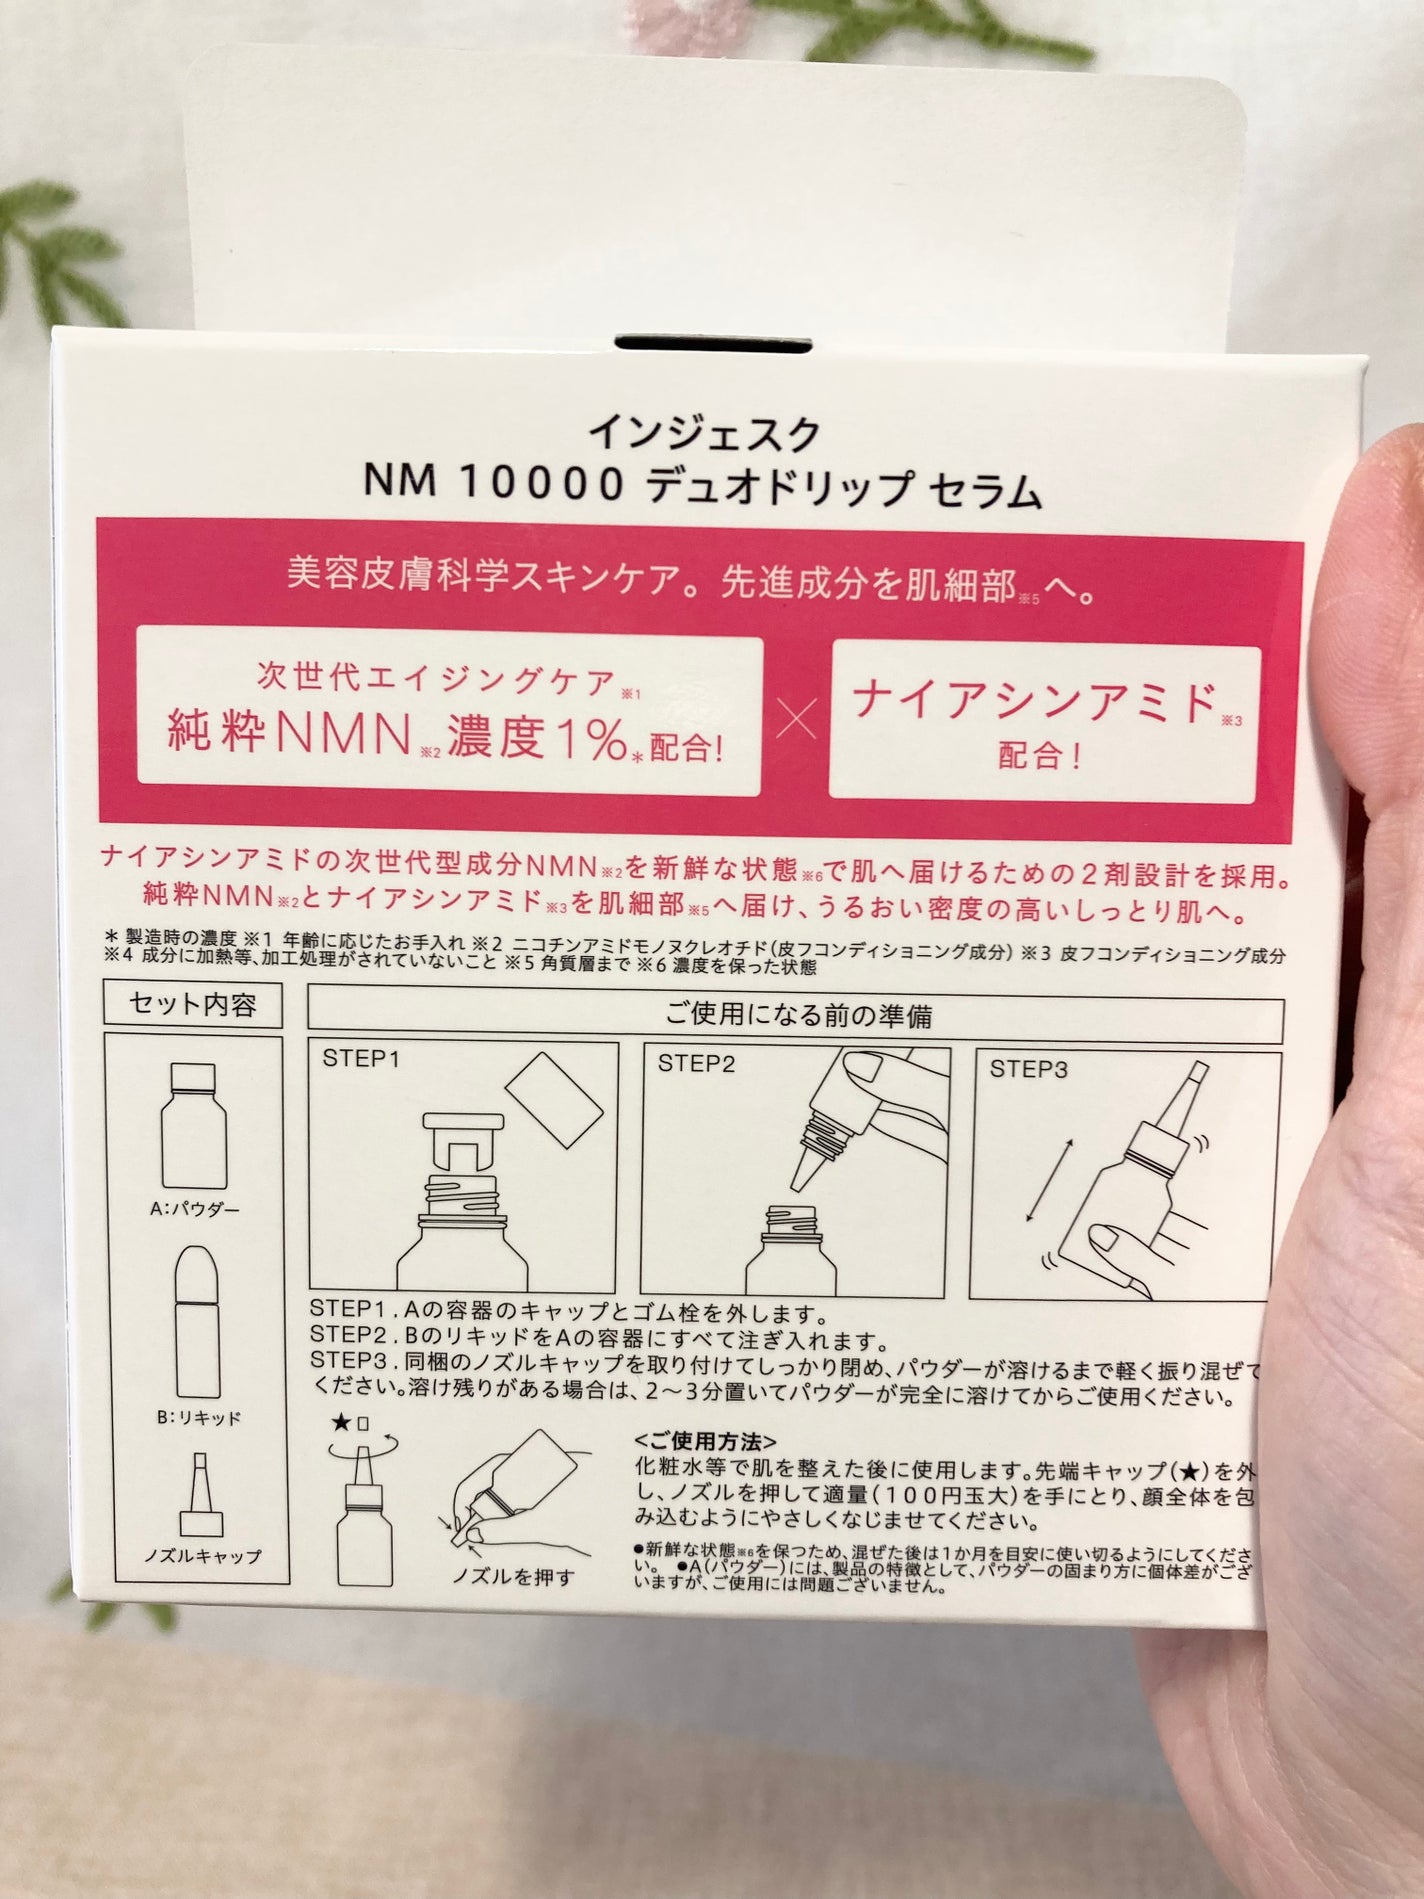 インジェスク
NM 10000 デュオドリップ セラム
美容皮膚科学スキンケア。先進成分を肌細部※5へ。
次世代エイジングケア※1
純粋NMN※2濃度1%*配合!
×
ナイアシンアミド※3
配合!
ナイアシンアミドの次世代型成分NMN※2を新鮮な状態※6で肌へ届けるための2剤設計を採用。
純粋NMN※2とナイアシンアミド※3を肌細部※5へ届け、うるおい密度の高いしっとり肌へ。
*製造時の濃度 ※1 年齢に応じたお手入れ ※2 ニコチンアミドモノヌクレオチド(皮フコンディショニング成分) ※3 皮フコンディショニング成分
※4 成分に加熱等、加工処理がされていないこと ※5 角質層まで ※6 濃度を保った状態
セット内容
A:パウダー
B:リキッド
ノズルキャップ
ご使用になる前の準備
STEP1
STEP2
STEP3
STEP1.Aの容器のキャップとゴム栓を外します。
STEP2.BのリキッドをAの容器にすべて注ぎ入れます。
STEP3.同梱のノズルキャップを取り付けてしっかり閉め、パウダーが溶けるまで軽く振り混ぜて
ください。溶け残りがある場合は、2〜3分置いてパウダーが完全に溶けてからご使用ください。
★
ノズルを押す
<ご使用方法>
化粧水等で肌を整えた後に使用します。先端キャップ(★)を外
し、ノズルを押して適量(100円玉大)を手にとり、顔全体を包
み込むようにやさしくなじませてください。
●新鮮な状態※6を保つため、混ぜた後は1か月を目安に使い切るようにしてくださ
い。 ●A(パウダー)には、製品の特徴として、パウダーの固まり方に個体差がござ
いますが、ご使用には問題ございません。